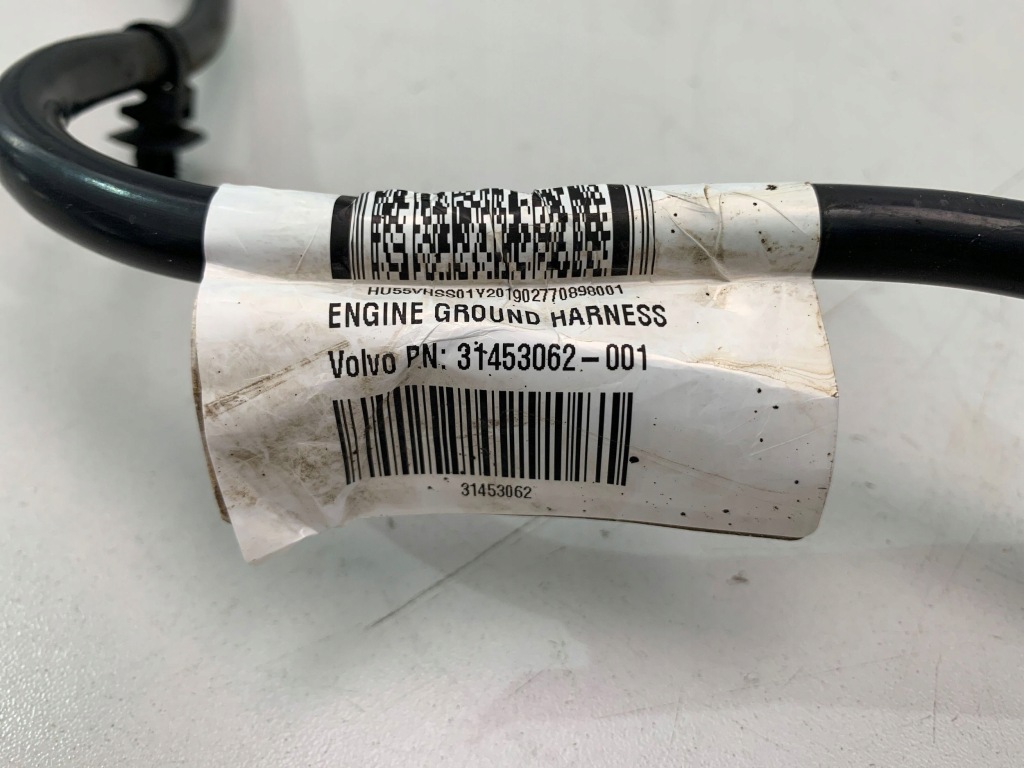 HU55VHSS01Y201902770898001
ENGINE GROUND HARNESS
Volvo PN: 31453062-001
31453062